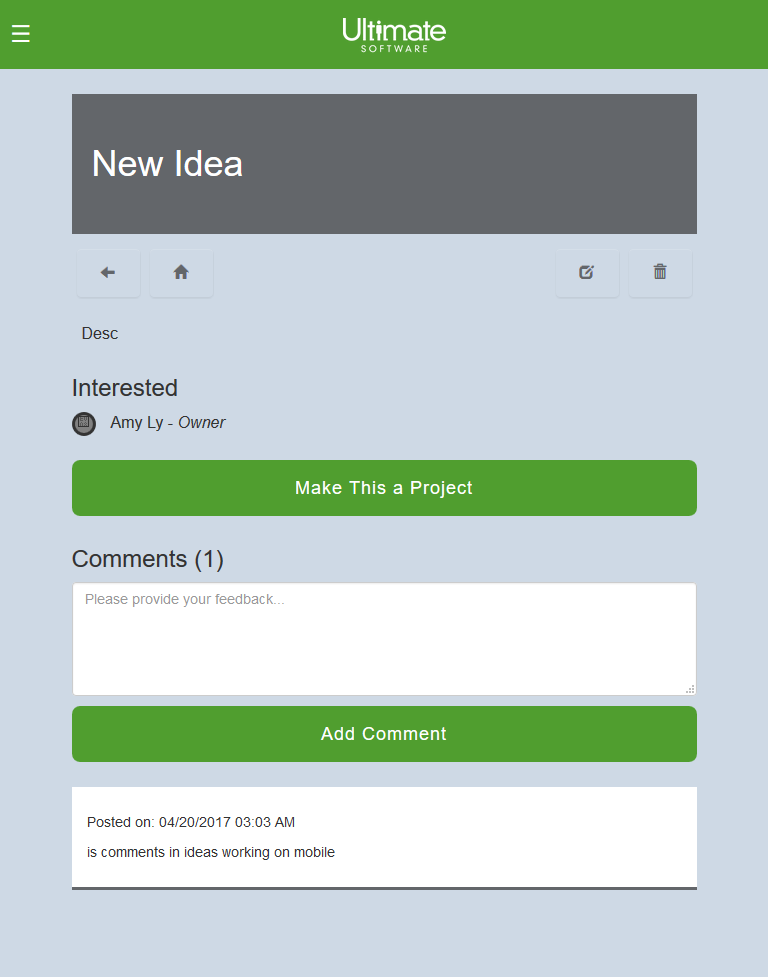 Ultimate
SOFTWARE
New Idea
Desc
Interested
Amy Ly - Owner
Make This a Project
Comments (1)
Please provide your feedback...
Add Comment
Posted on: 04/20/2017 03:03 AM
is comments in ideas working on mobile